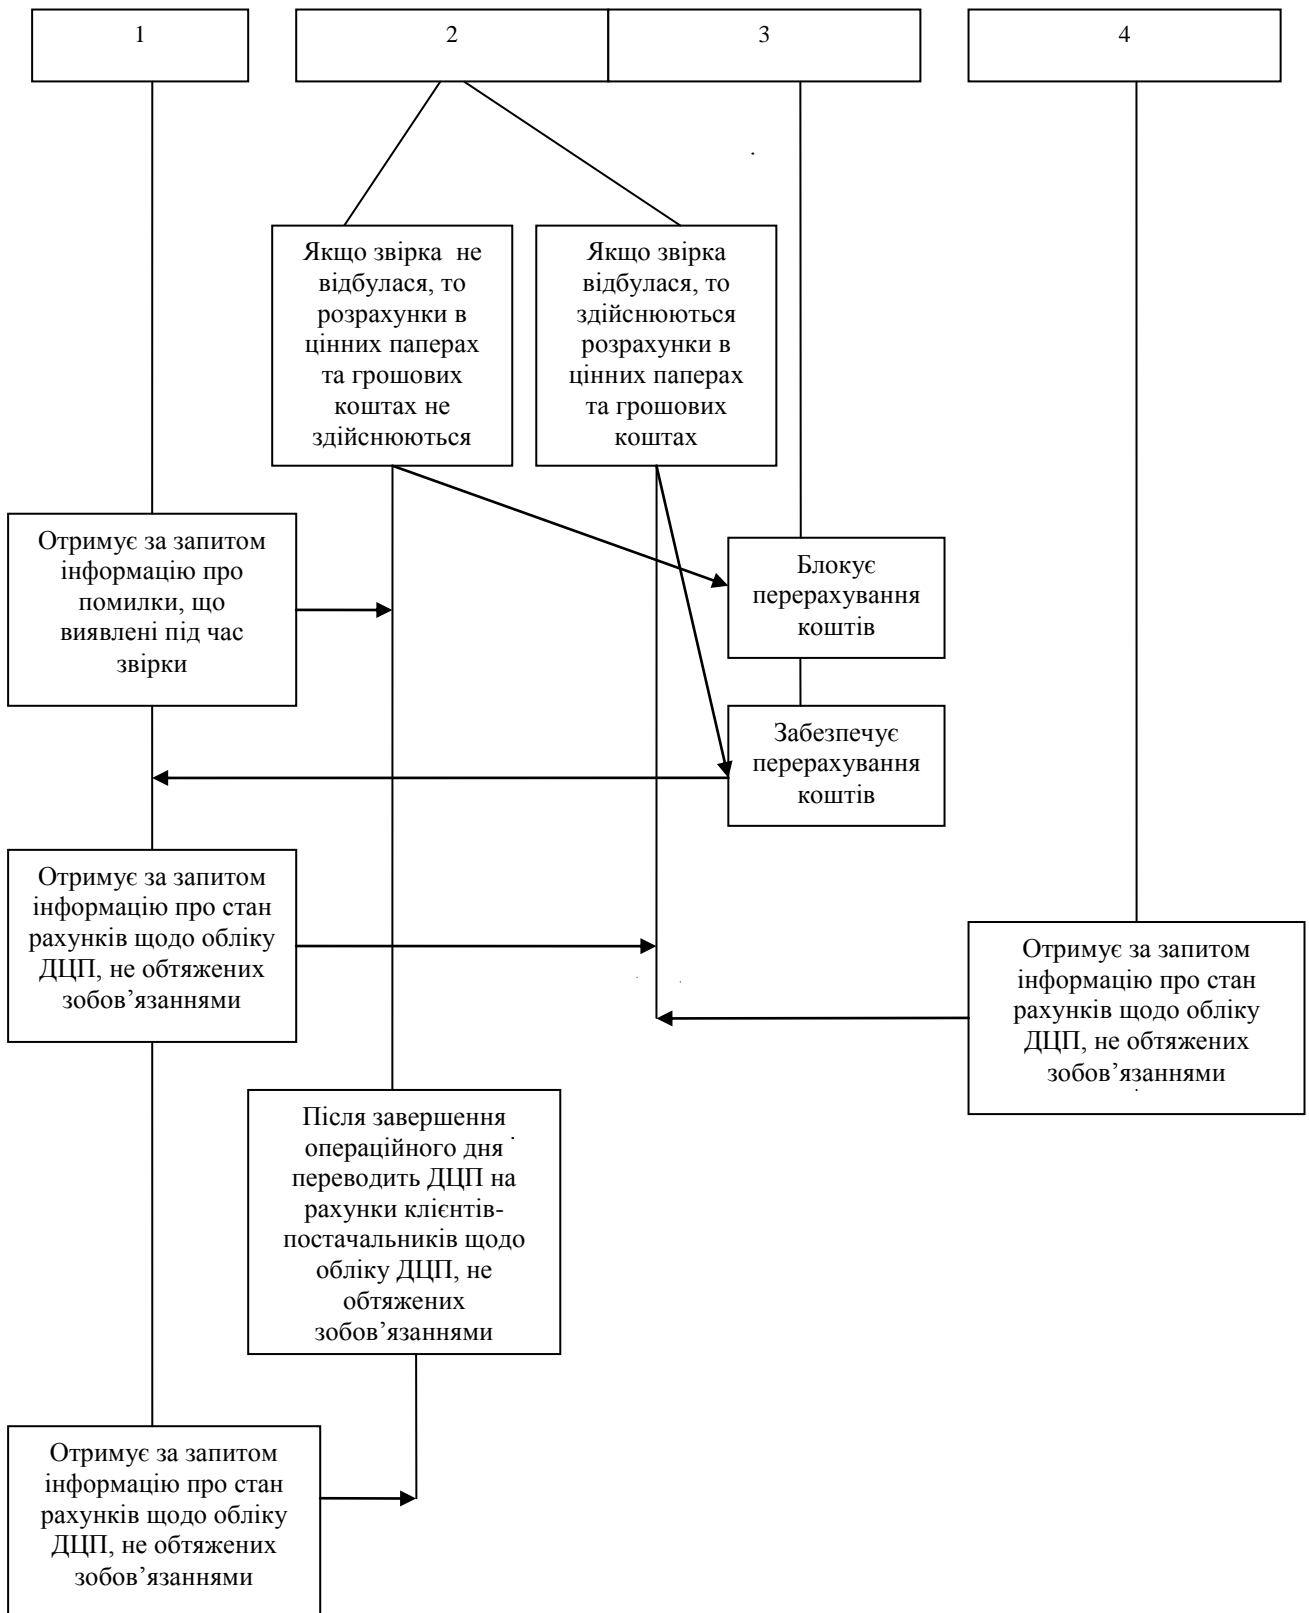 1
2
3
4
Якщо звірка не
відбулася, то
розрахунки в
цінних паперах
та грошових
коштах не
здійснюються
Якщо звірка
відбулася, то
здійснюються
розрахунки в
цінних паперах
та грошових
коштах
Отримує за запитом
інформацію про
помилки, що
виявлені під час
звірки
Блокує
перерахування
коштів
Забезпечує
перерахування
коштів
Отримує за запитом
інформацію про стан
рахунків щодо обліку
ДЦП, не обтяжених
зобов’язаннями
Отримує за запитом
інформацію про стан
рахунків щодо обліку
ДЦП, не обтяжених
зобов’язаннями
Після завершення
операційного дня
переводить ДЦП на
рахунки клієнтів-
постачальників щодо
обліку ДЦП, не
обтяжених
зобов’язаннями
Отримує за запитом
інформацію про стан
рахунків щодо обліку
ДЦП, не обтяжених
зобов’язаннями